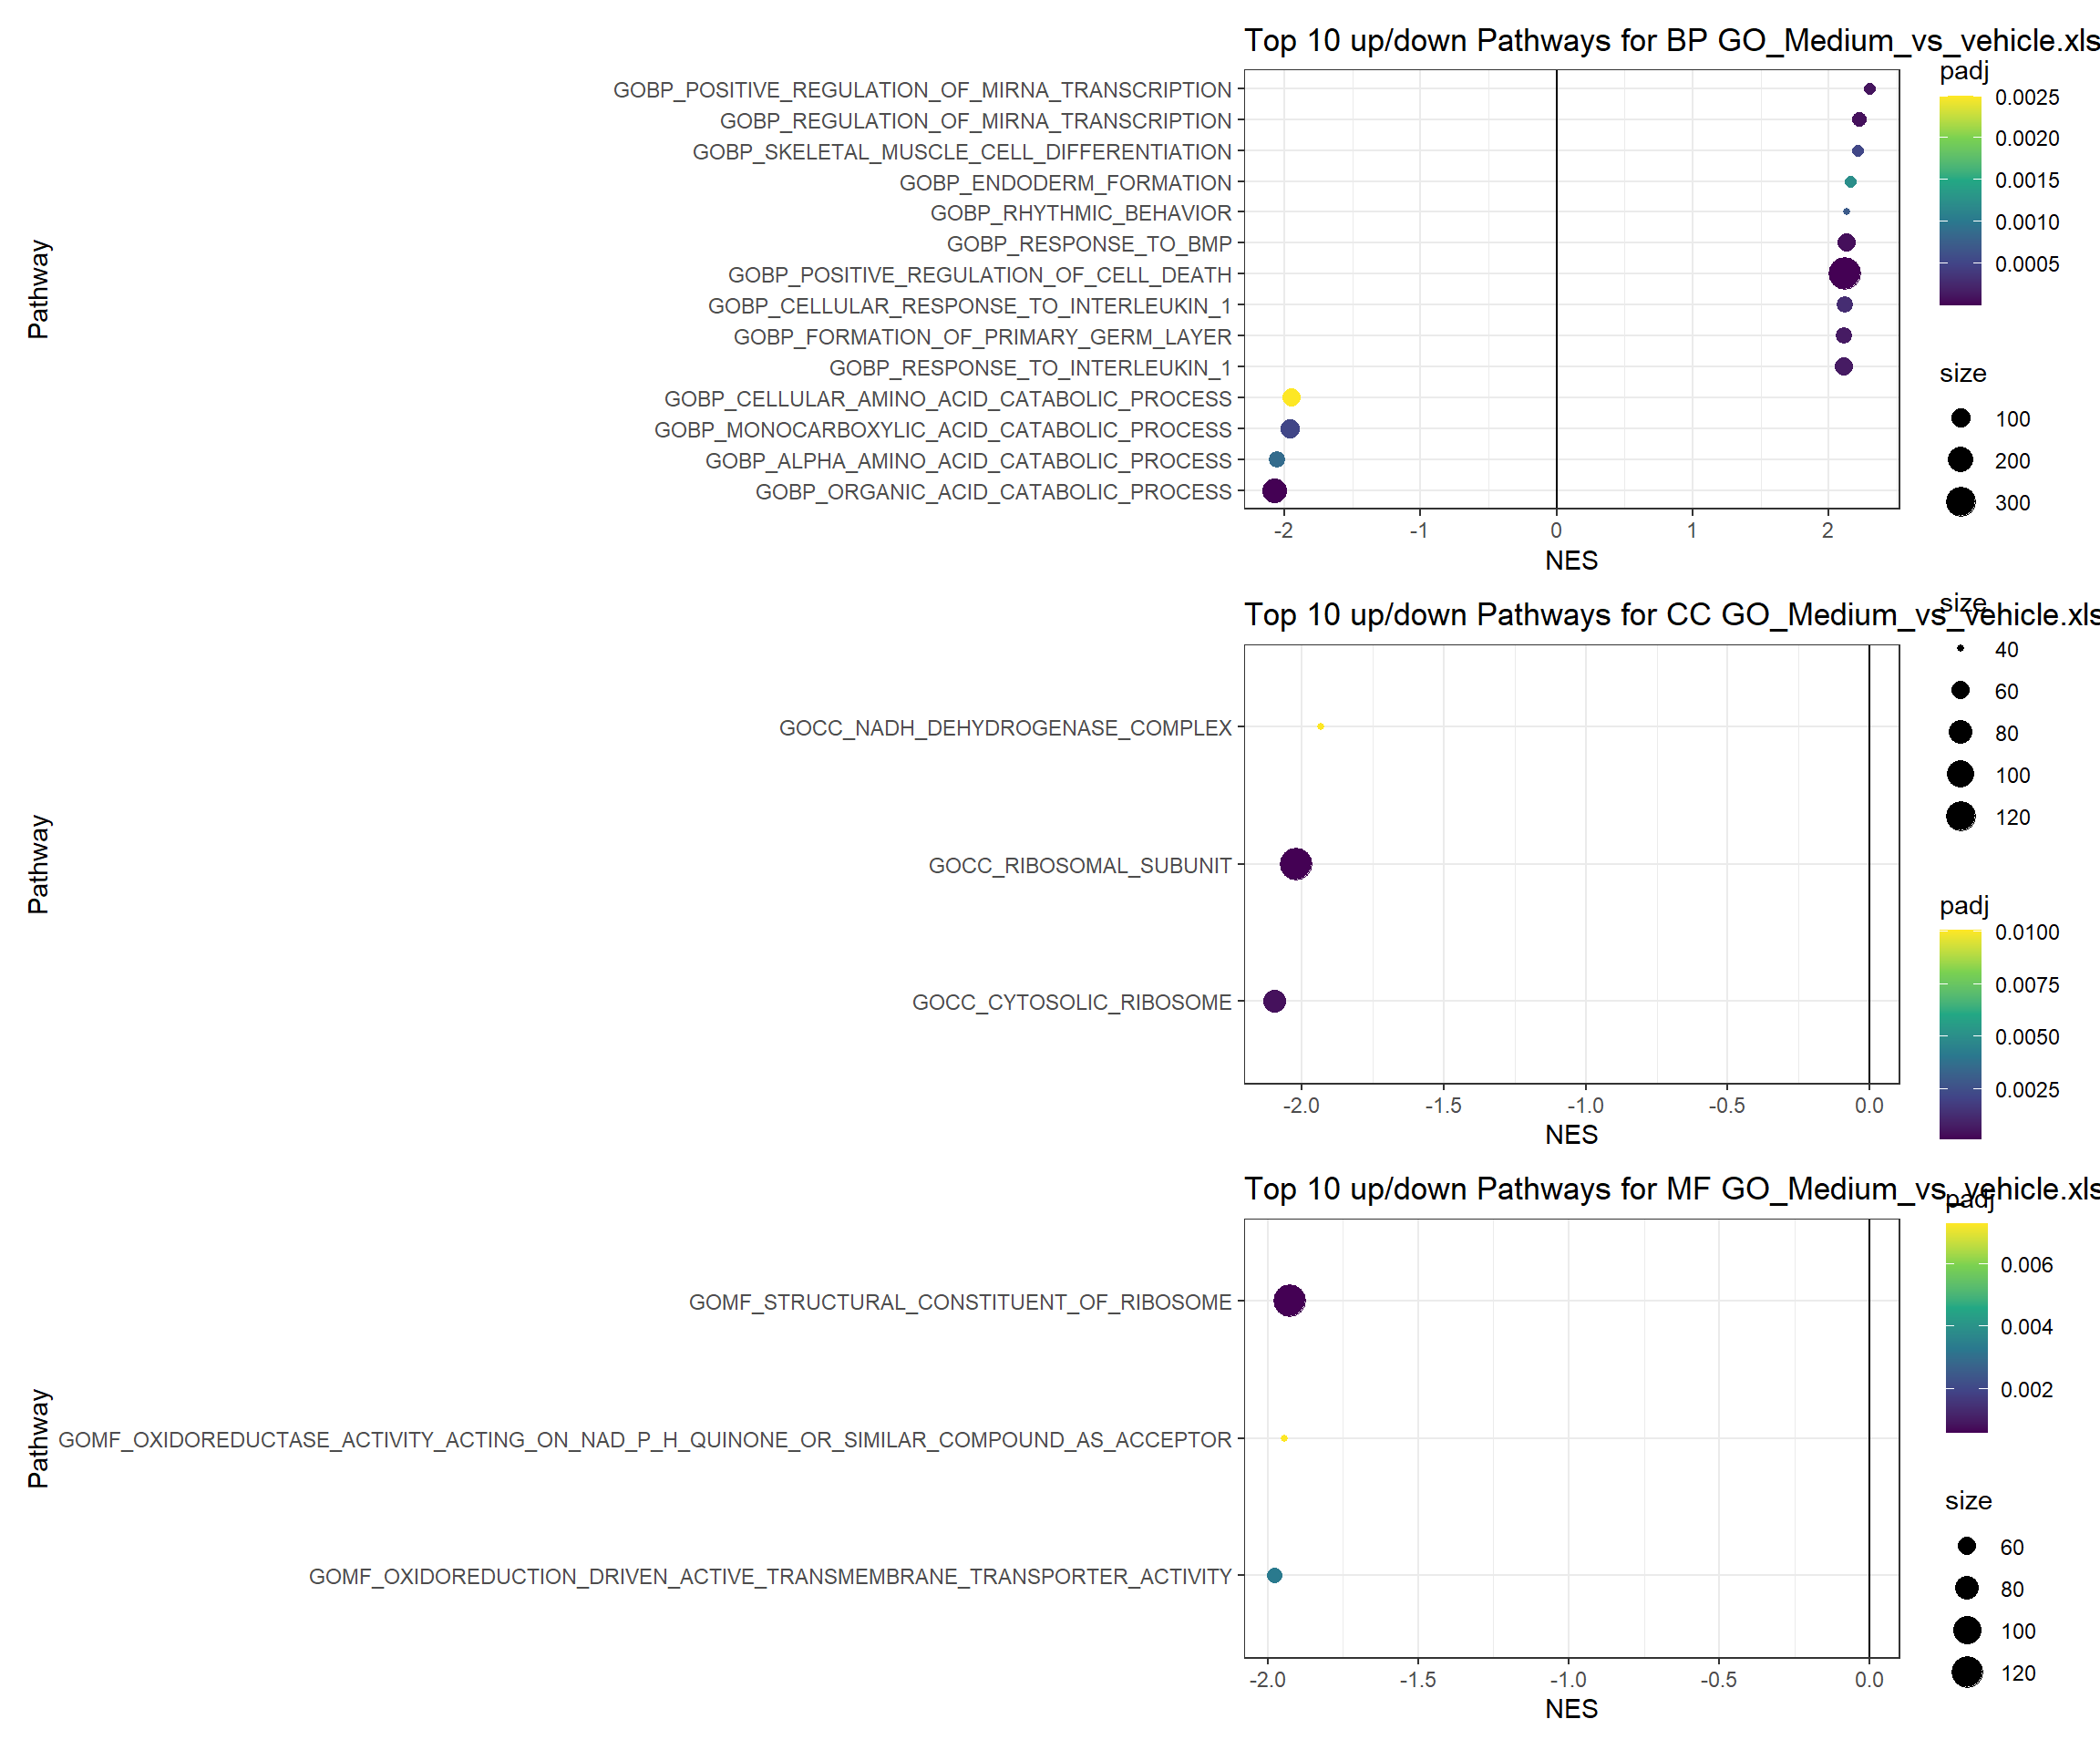 Top 10 up/down Pathways for BP GO_Medium_vs_vehicle.xls
Pathway
GOBP_POSITIVE_REGULATION_OF_MIRNA_TRANSCRIPTION
GOBP_REGULATION_OF_MIRNA_TRANSCRIPTION
GOBP_SKELETAL_MUSCLE_CELL_DIFFERENTIATION
GOBP_ENDODERM_FORMATION
GOBP_RHYTHMIC_BEHAVIOR
GOBP_RESPONSE_TO_BMP
GOBP_POSITIVE_REGULATION_OF_CELL_DEATH
GOBP_CELLULAR_RESPONSE_TO_INTERLEUKIN_1
GOBP_FORMATION_OF_PRIMARY_GERM_LAYER
GOBP_RESPONSE_TO_INTERLEUKIN_1
GOBP_CELLULAR_AMINO_ACID_CATABOLIC_PROCESS
GOBP_MONOCARBOXYLIC_ACID_CATABOLIC_PROCESS
GOBP_ALPHA_AMINO_ACID_CATABOLIC_PROCESS
GOBP_ORGANIC_ACID_CATABOLIC_PROCESS
-2 -1 0 1 2
NES
padj
0.0025
0.0020
0.0015
0.0010
0.0005
size
100
200
300
Top 10 up/down Pathways for CC GO_Medium_vs_vehicle.xls
Pathway
GOCC_NADH_DEHYDROGENASE_COMPLEX
GOCC_RIBOSOMAL_SUBUNIT
GOCC_CYTOSOLIC_RIBOSOME
-2.0 -1.5 -1.0 -0.5 0.0
NES
size
40
60
80
100
120
padj
0.0100
0.0075
0.0050
0.0025
Top 10 up/down Pathways for MF GO_Medium_vs_vehicle.xls
Pathway
GOMF_STRUCTURAL_CONSTITUENT_OF_RIBOSOME
GOMF_OXIDOREDUCTASE_ACTIVITY_ACTING_ON_NAD_P_H_QUINONE_OR_SIMILAR_COMPOUND_AS_ACCEPTOR
GOMF_OXIDOREDUCTION_DRIVEN_ACTIVE_TRANSMEMBRANE_TRANSPORTER_ACTIVITY
-2.0 -1.5 -1.0 -0.5 0.0
NES
padj
0.006
0.004
0.002
size
60
80
100
120